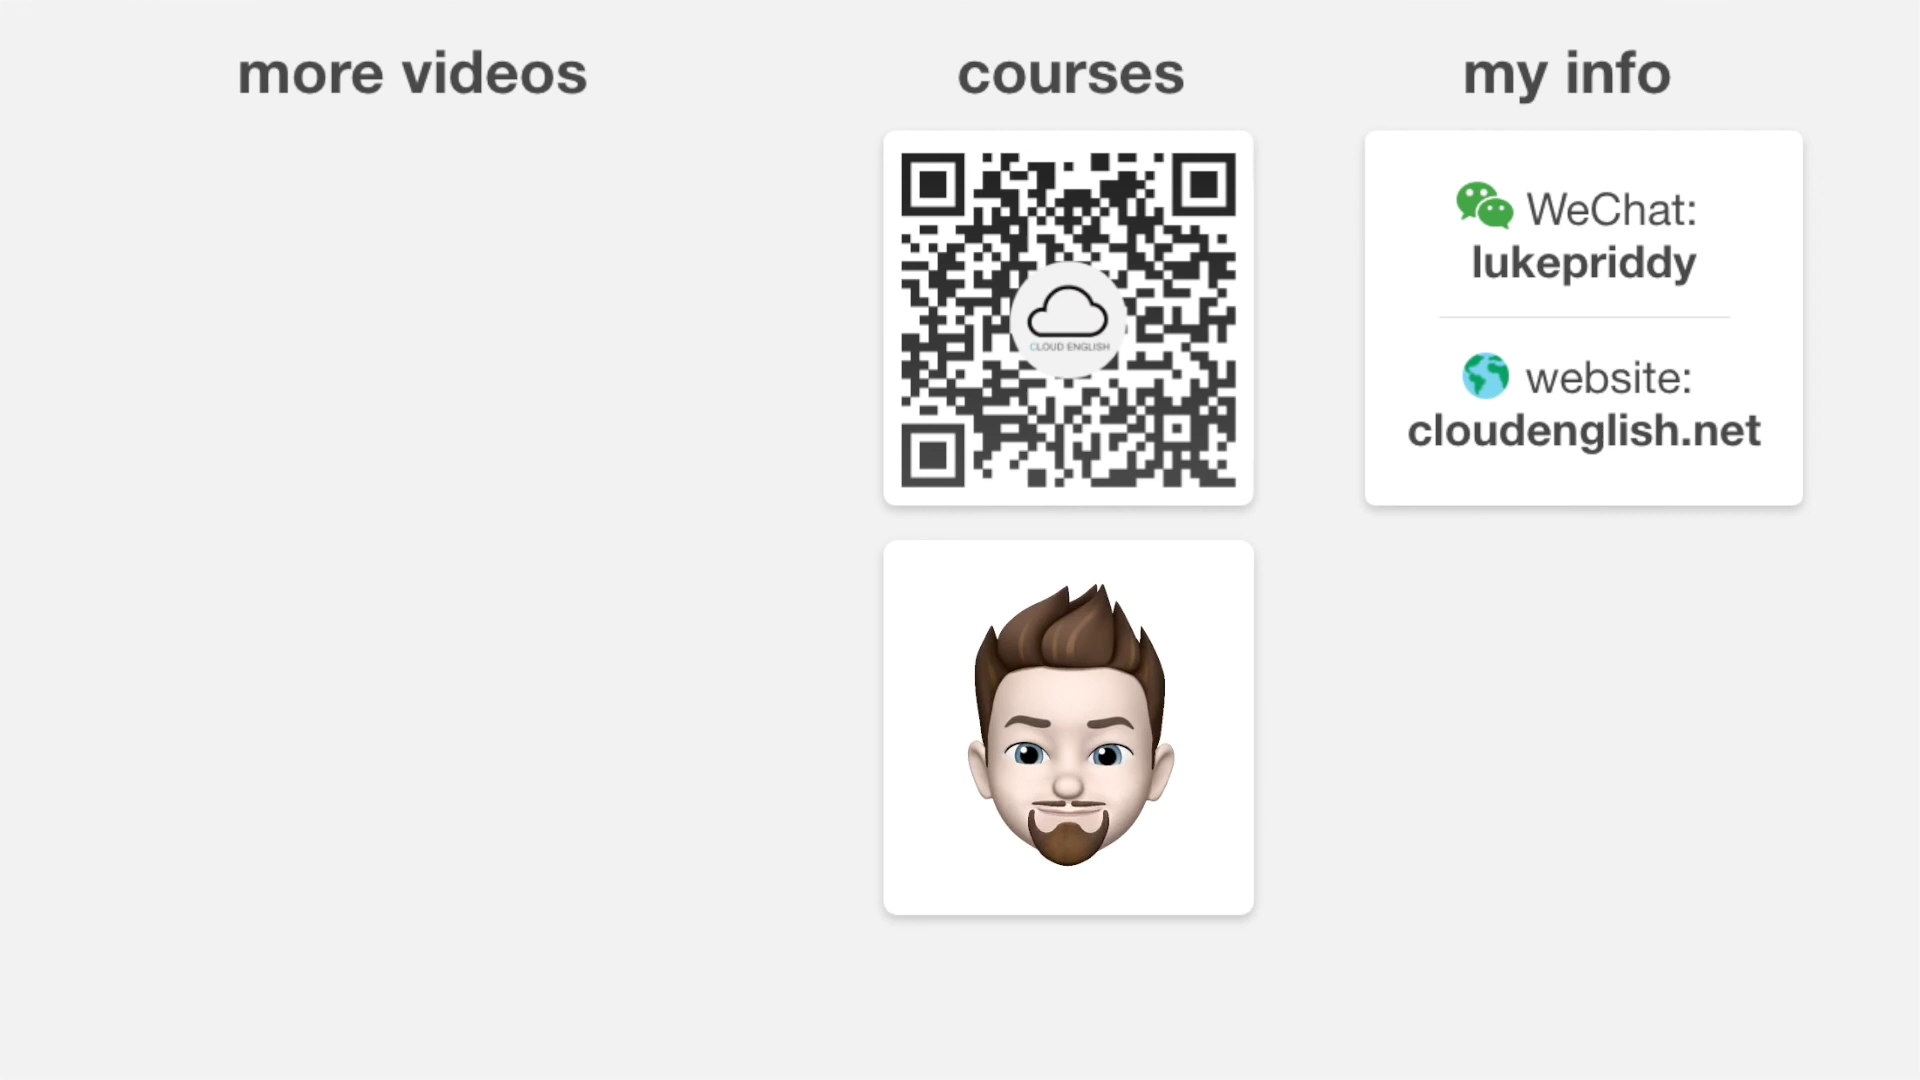 more videos
courses
CLOUD ENGLISH
my info
WeChat:
lukepriddy
website:
cloudenglish.net